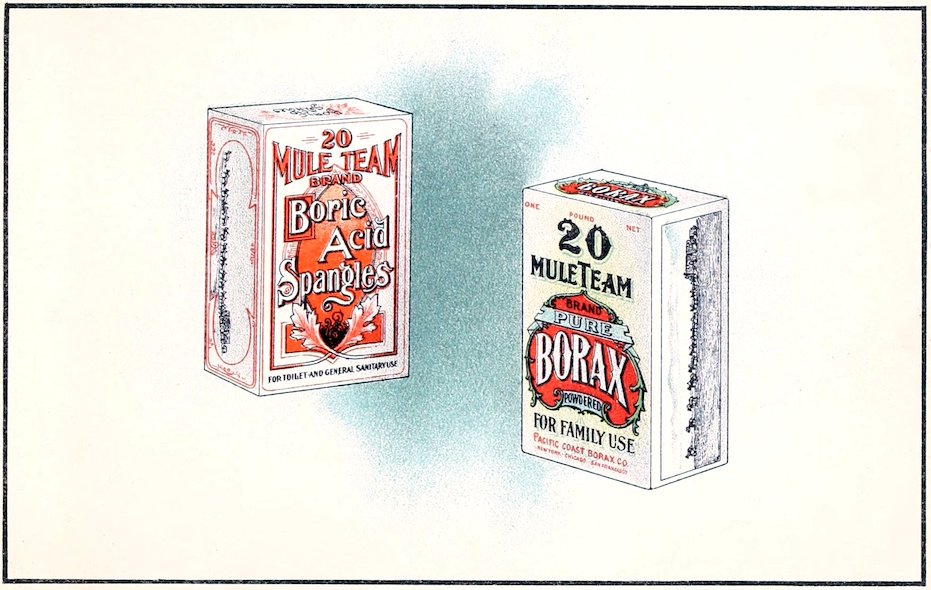 20
MULE TEAM
BRAND
Boric
Acid
Spangles
FOR TOILET AND GENERAL SANITARY USE
BORAX
ONE POUND NET
20
MULE TEAM
BRAND
PURE
BORAX
POWDERED
FOR FAMILY USE
PACIFIC COAST BORAX CO.
NEW YORK · CHICAGO · SAN FRANCISCO